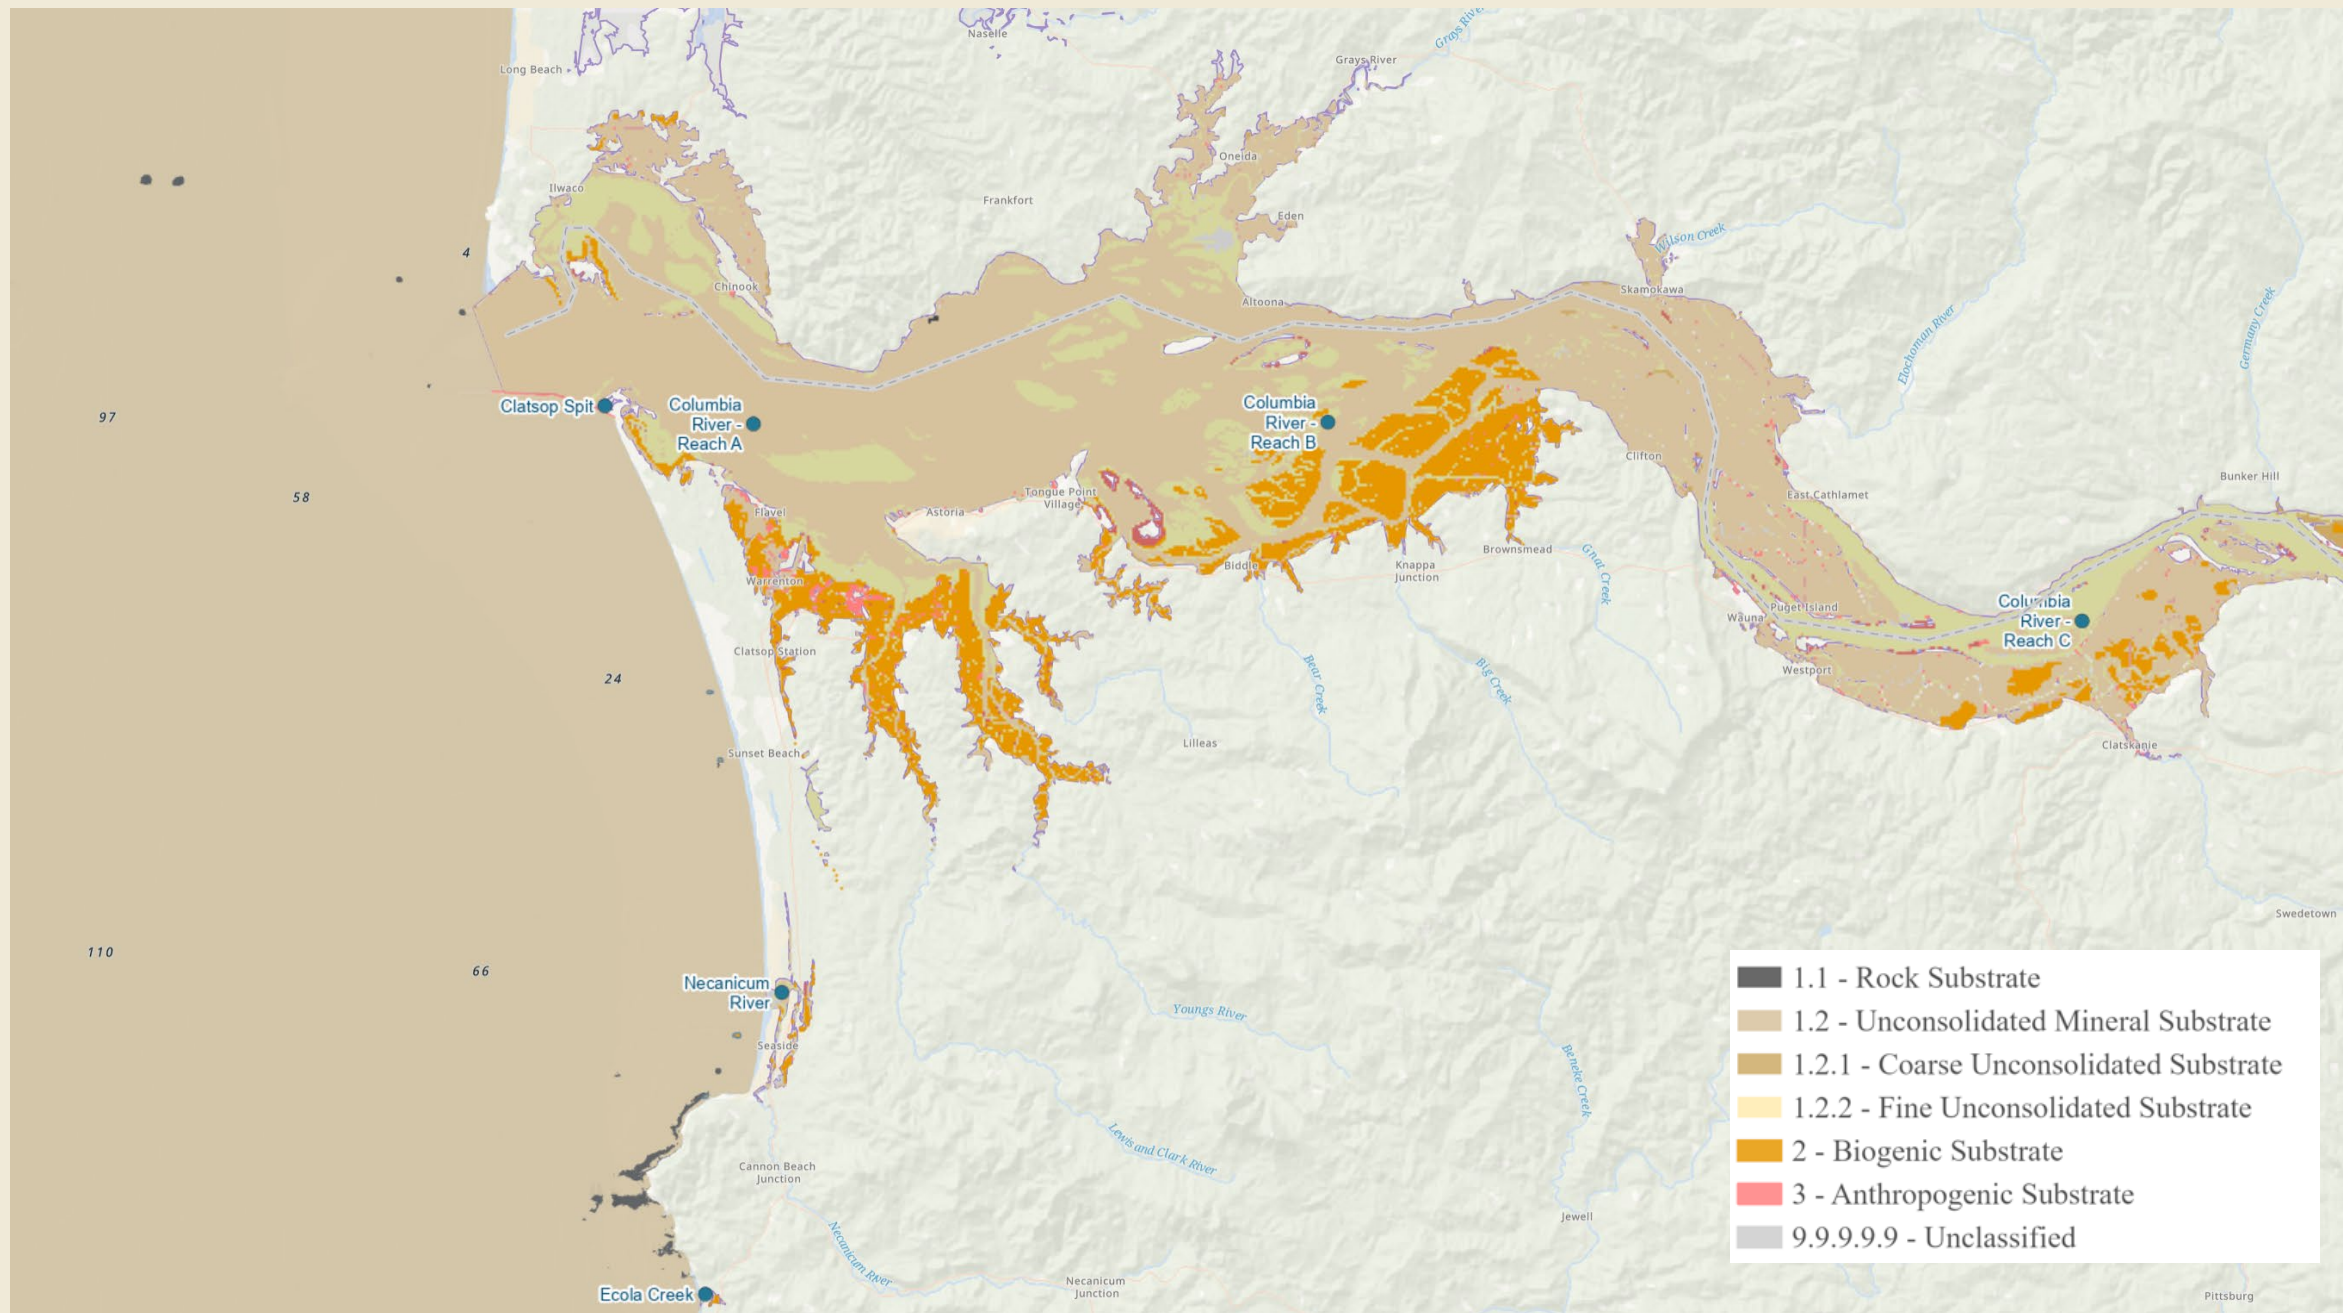 Naselle
Grays River
Grays River
Long Beach
Oneida
Ilwaco
Frankfort
Eden
Wilson Creek
4
Chinook
Skamokawa
Altoona
Elochoman River
Germany Creek
Clatsop Spit
Columbia
River -
Reach A
Columbia
River -
Reach B
97
Clifton
58
Tongue Point
Village
East Cathlamet
Bunker Hill
Flavel
Astoria
Brownsmead
Gnat Creek
Biddle
Knappa
Junction
Warrenton
Columbia
River -
Reach C
Puget Island
Wauna
Clatsop Station
24
Bear Creek
Big Creek
Westport
Sunset Beach
Lilleas
Clatskanie
Swedetown
110
66
Necanicum
River
Youngs River
Seaside
Beneke Creek
Lewis and Clark River
Cannon Beach
Junction
Necanicum River
Jewell
Necanicum
Junction
Ecola Creek
Pittsburg
1.1 - Rock Substrate
1.2 - Unconsolidated Mineral Substrate
1.2.1 - Coarse Unconsolidated Substrate
1.2.2 - Fine Unconsolidated Substrate
2 - Biogenic Substrate
3 - Anthropogenic Substrate
9.9.9.9.9 - Unclassified